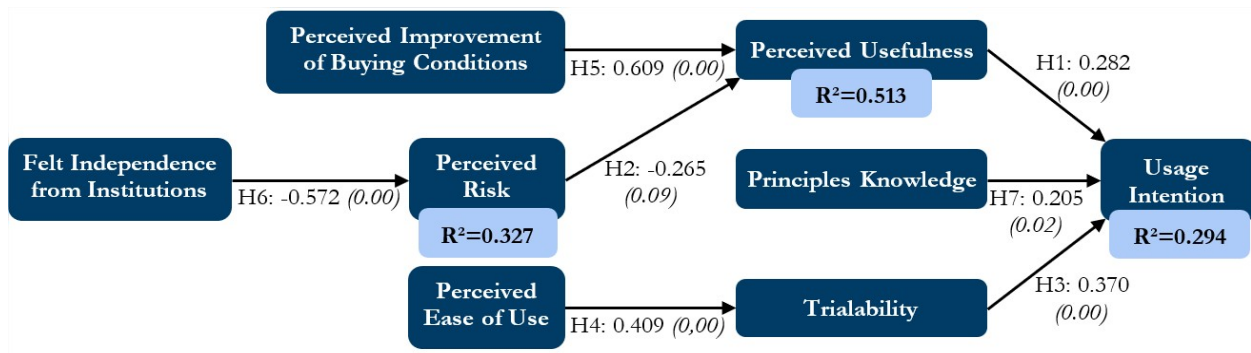 Perceived Improvement
of Buying Conditions
H5: 0.609 (0.00)
Perceived Usefulness
R²=0.513
H1: 0.282
(0.00)
Felt Independence
from Institutions
H6: -0.572 (0.00)
Perceived
Risk
R²=0.327
H2: -0.265
(0.09)
Principles Knowledge
H7: 0.205
(0.02)
Usage
Intention
R²=0.294
Perceived
Ease of Use
H4: 0.409 (0,00)
Trialability
H3: 0.370
(0.00)